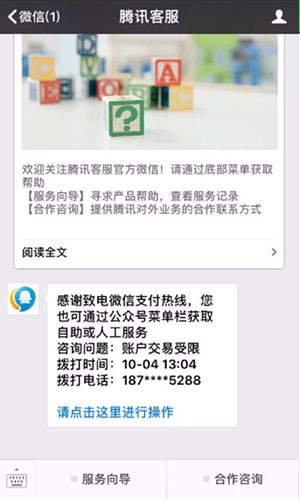 微信(1)
腾讯客服
?
欢迎关注腾讯客服官方微信！请通过底部菜单获取
帮助
【服务向导】寻求产品帮助，查看服务记录
【合作咨询】提供腾讯对外业务的合作联系方式
阅读全文
感谢致电微信支付热线，您
也可通过公众号菜单栏获取
自助或人工服务
咨询问题：账户交易受限
拨打时间：10-04 13:04
拨打电话：187****5288
请点击这里进行操作
服务向导
合作咨询